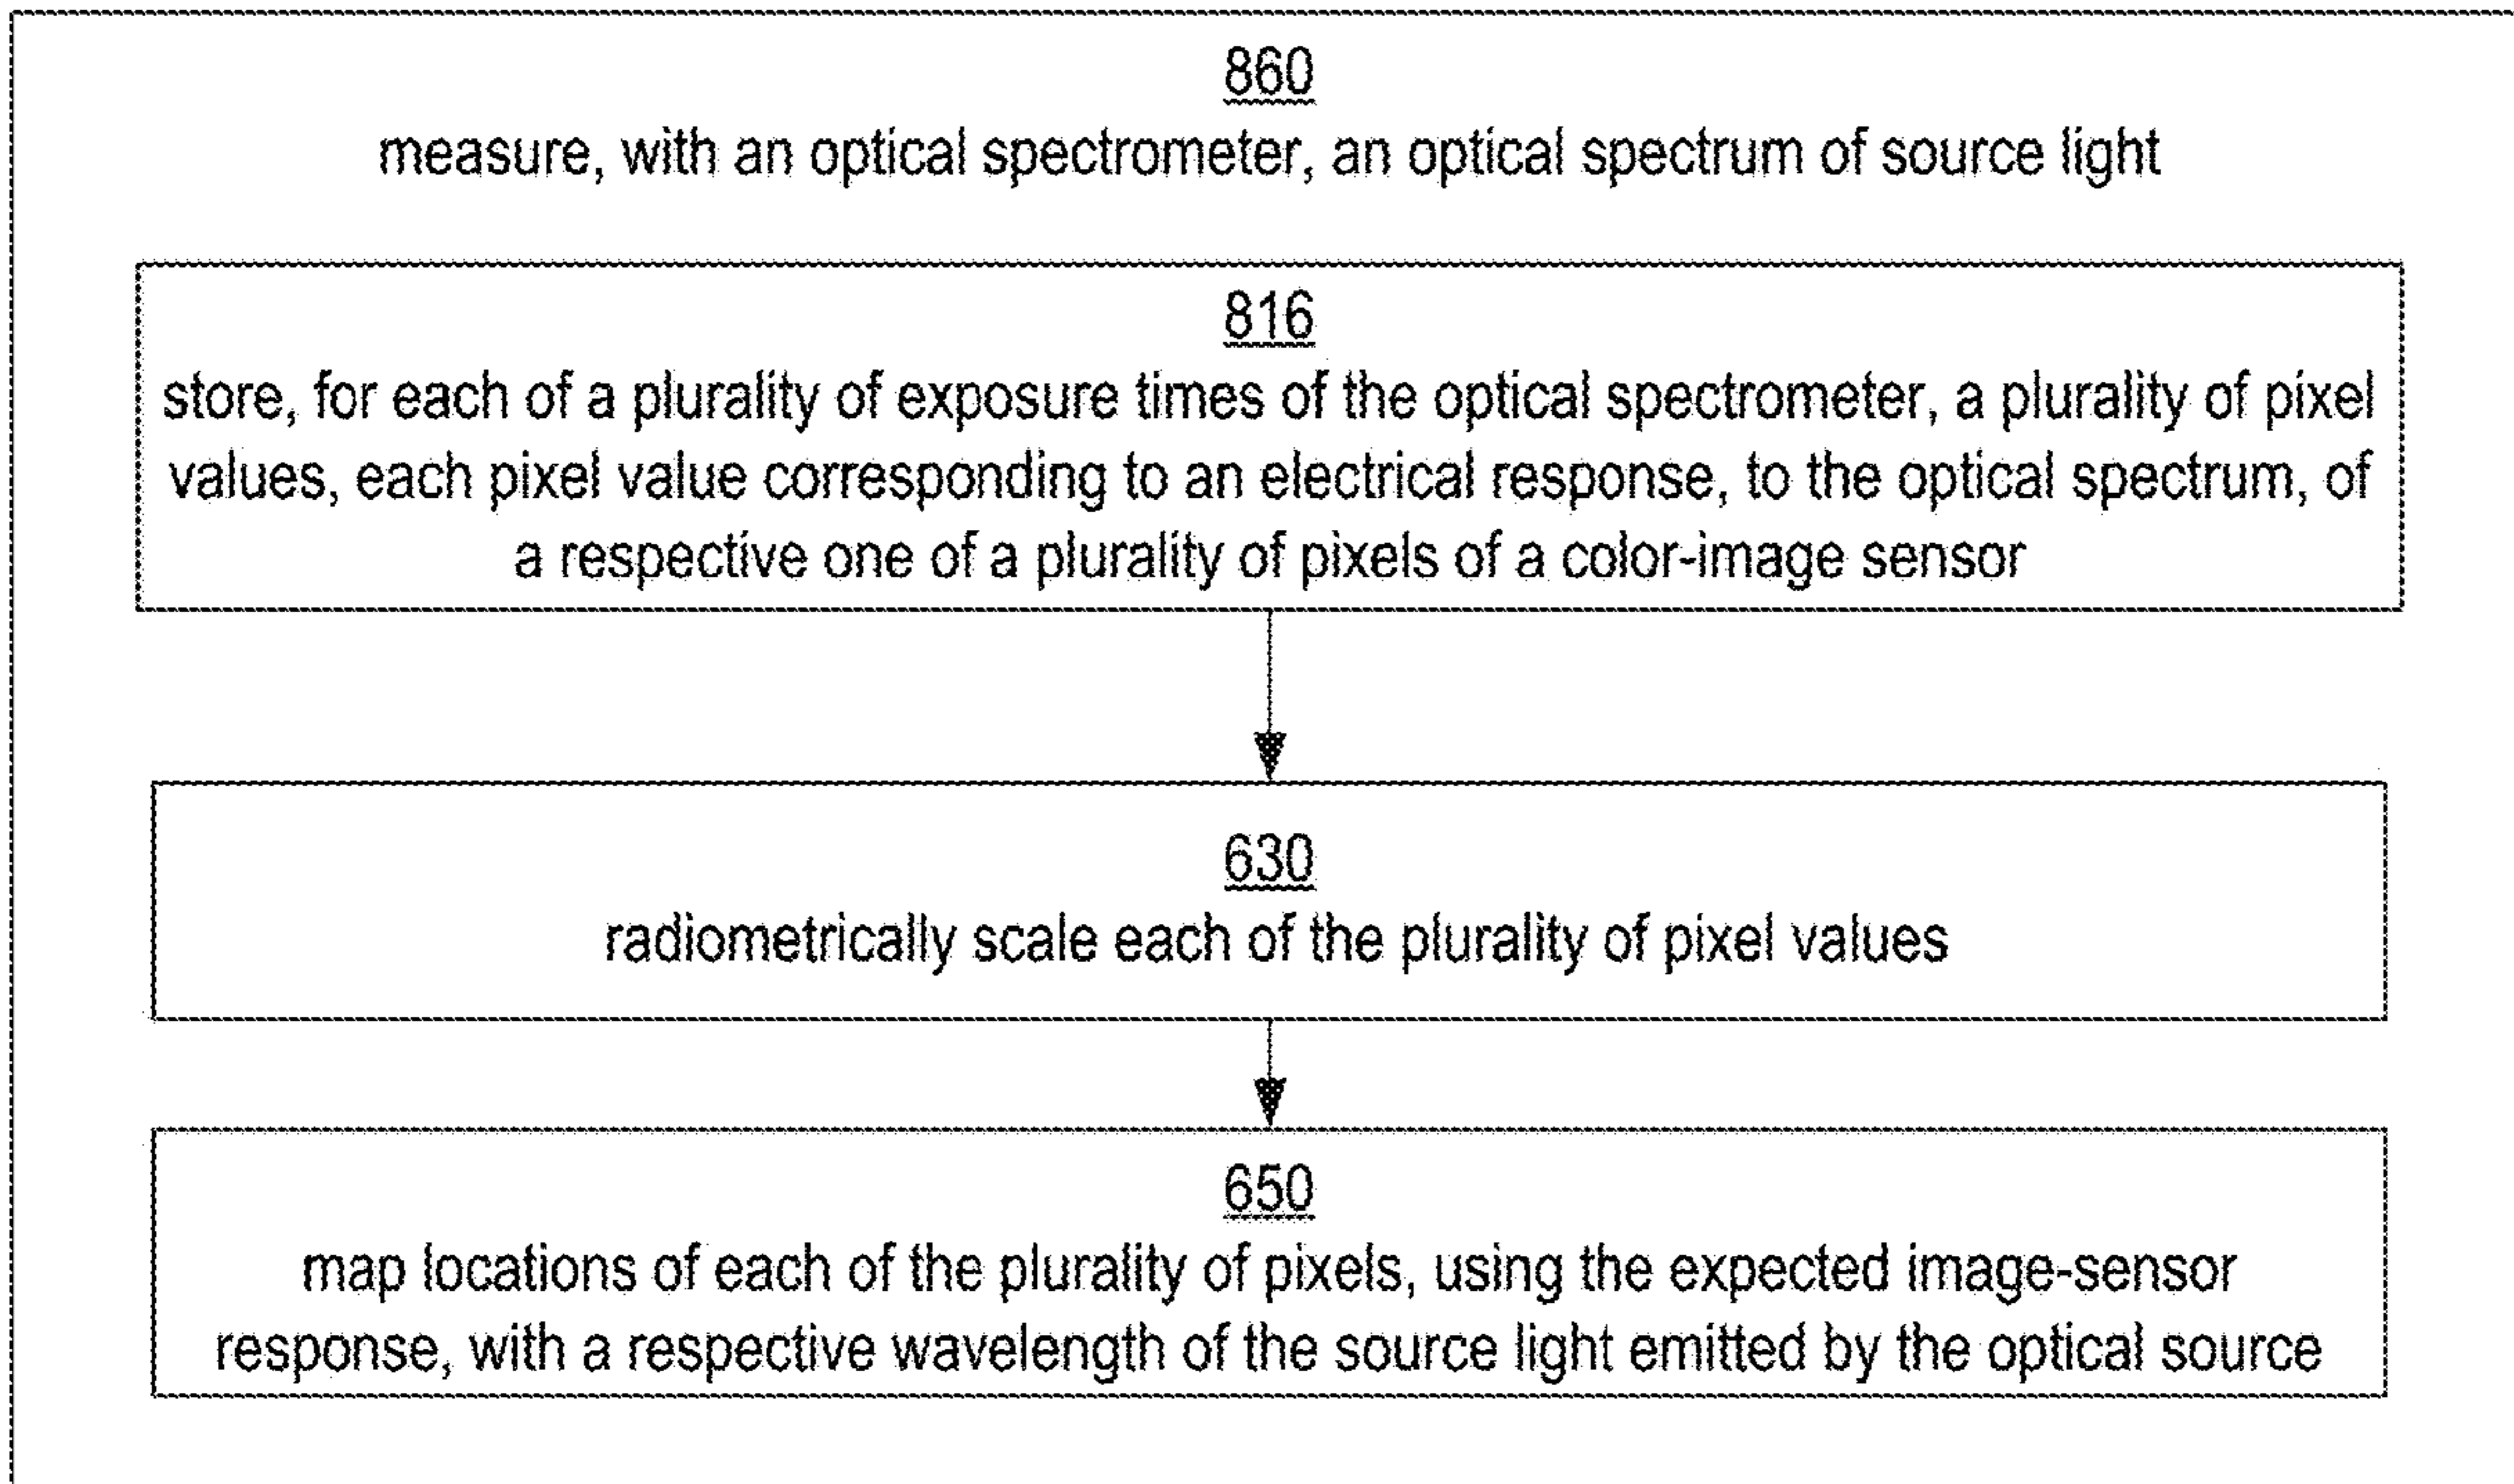 860
measure, with an optical spectrometer, an optical spectrum of source light
816
store, for each of a plurality of exposure times of the optical spectrometer, a plurality of pixel
values, each pixel value corresponding to an electrical response, to the optical spectrum, of
a respective one of a plurality of pixels of a color-image sensor
630
radiometrically scale each of the plurality of pixel values
650
map locations of each of the plurality of pixels, using the expected image-sensor
response, with a respective wavelength of the source light emitted by the optical source